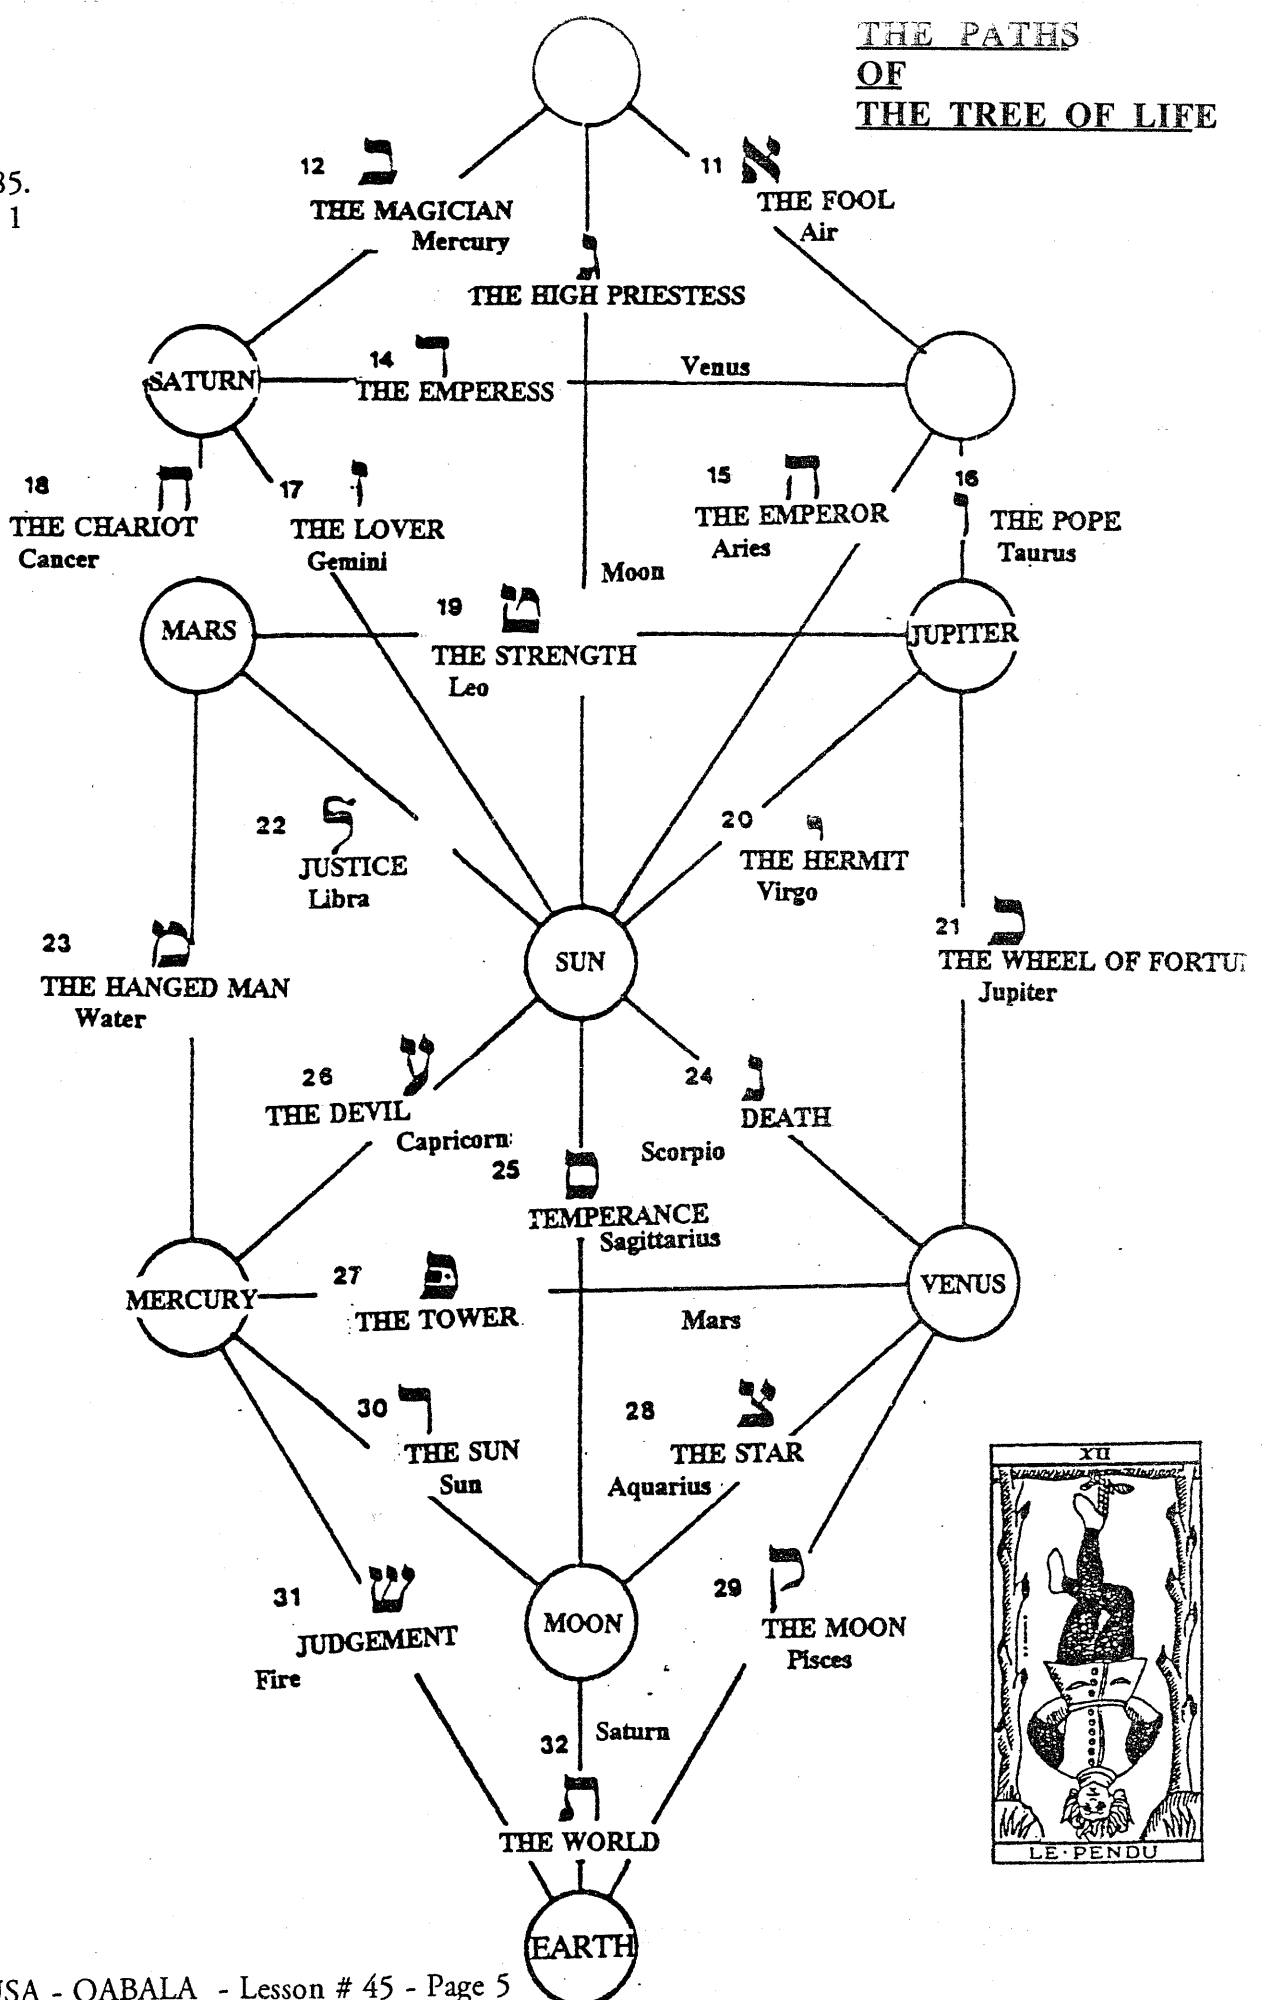 THE PATHS
OF
THE TREE OF LIFE
35.
1
12 ב
THE MAGICIAN
Mercury
11 א
THE FOOL
Air
ג
THE HIGH PRIESTESS
SATURN
14 ד
THE EMPERESS
Venus
18 ח
THE CHARIOT
Cancer
17 ז
THE LOVER
Gemini
15 ה
THE EMPEROR
Aries
16 ו
THE POPE
Taurus
Moon
MARS
19 ט
THE STRENGTH
Leo
JUPITER
22 ל
JUSTICE
Libra
20 י
THE HERMIT
Virgo
23 מ
THE HANGED MAN
Water
SUN
21 כ
THE WHEEL OF FORTU
Jupiter
26 ע
THE DEVIL
Capricorn
24 נ
DEATH
Scorpio
25 ס
TEMPERANCE
Sagittarius
MERCURY
27 פּ
THE TOWER
Mars
VENUS
30 ר
THE SUN
Sun
28 צ
THE STAR
Aquarius
31 ש
JUDGEMENT
Fire
MOON
29 ק
THE MOON
Pisces
XII
LE·PENDU
32 Saturn
ת
THE WORLD
EARTH
USA - QABALA - Lesson # 45 - Page 5